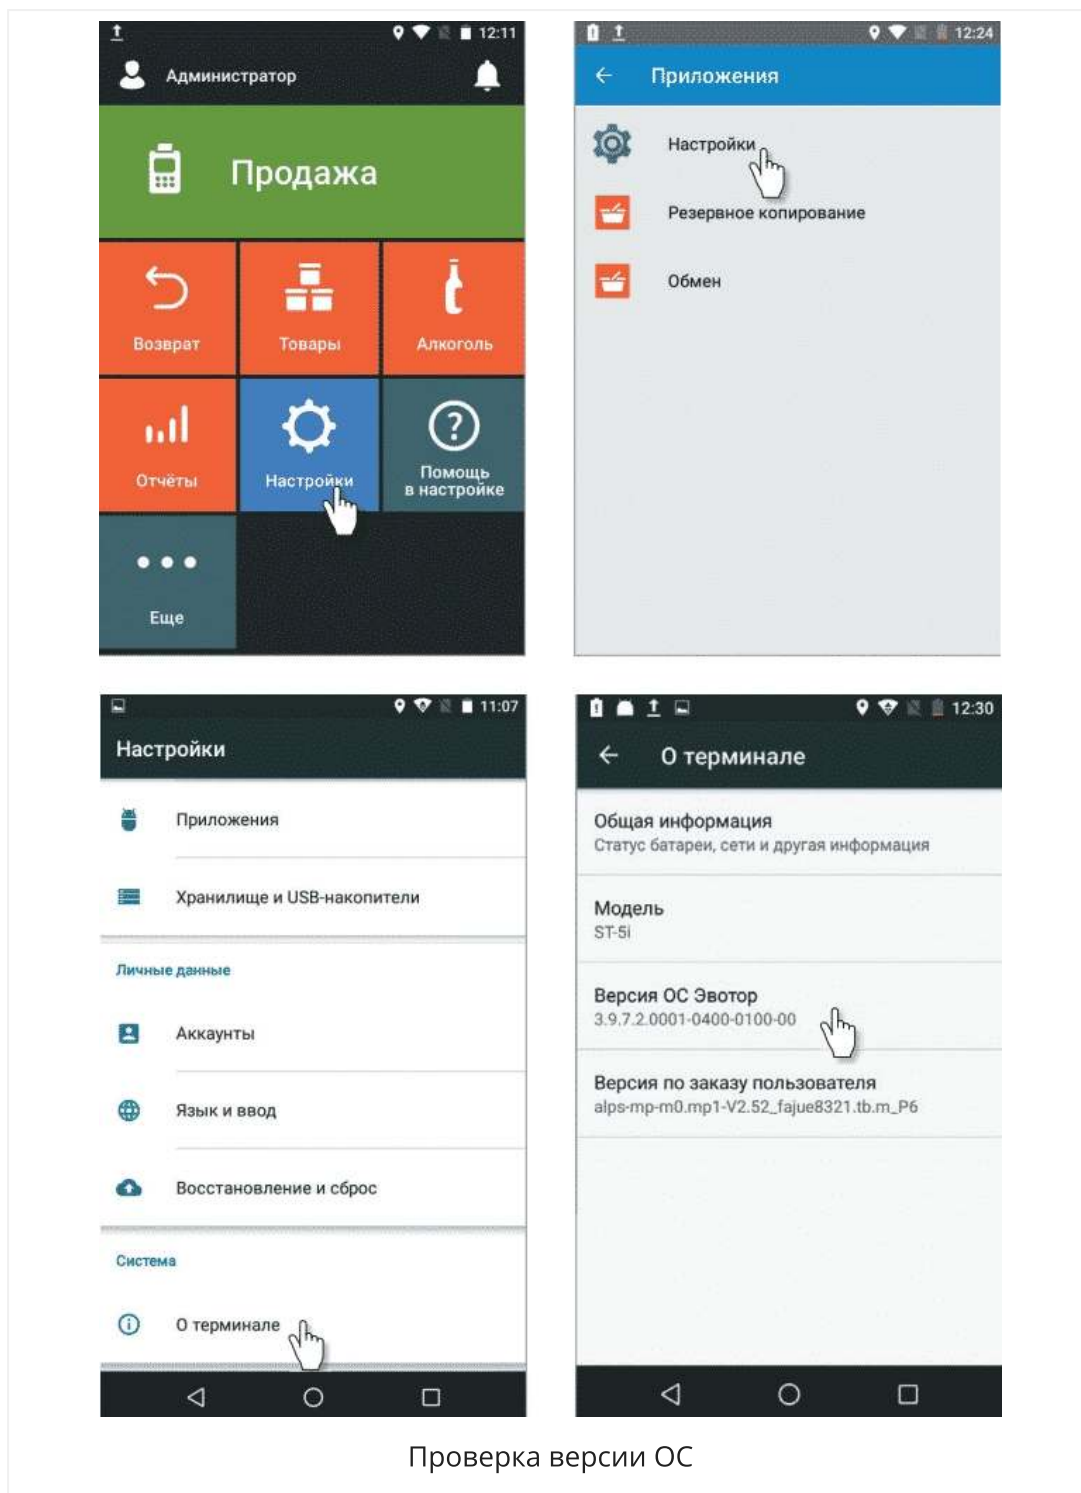 12:11
Администратор
Продажа
Возврат
Товары
Алкоголь
Отчёты
Настройки
Помощь
в настройке
Еще
12:24
Приложения
Настройки
Резервное копирование
Обмен
11:07
Настройки
Приложения
Хранилище и USB-накопители
Личные данные
Аккаунты
Язык и ввод
Восстановление и сброс
Система
О терминале
12:30
О терминале
Общая информация
Статус батареи, сети и другая информация
Модель
ST-5i
Версия ОС Эвотор
3.9.7.2.0001-0400-0100-00
Версия по заказу пользователя
alps-mp-m0.mp1-V2.52_fajue8321.tb.m_P6
Проверка версии ОС